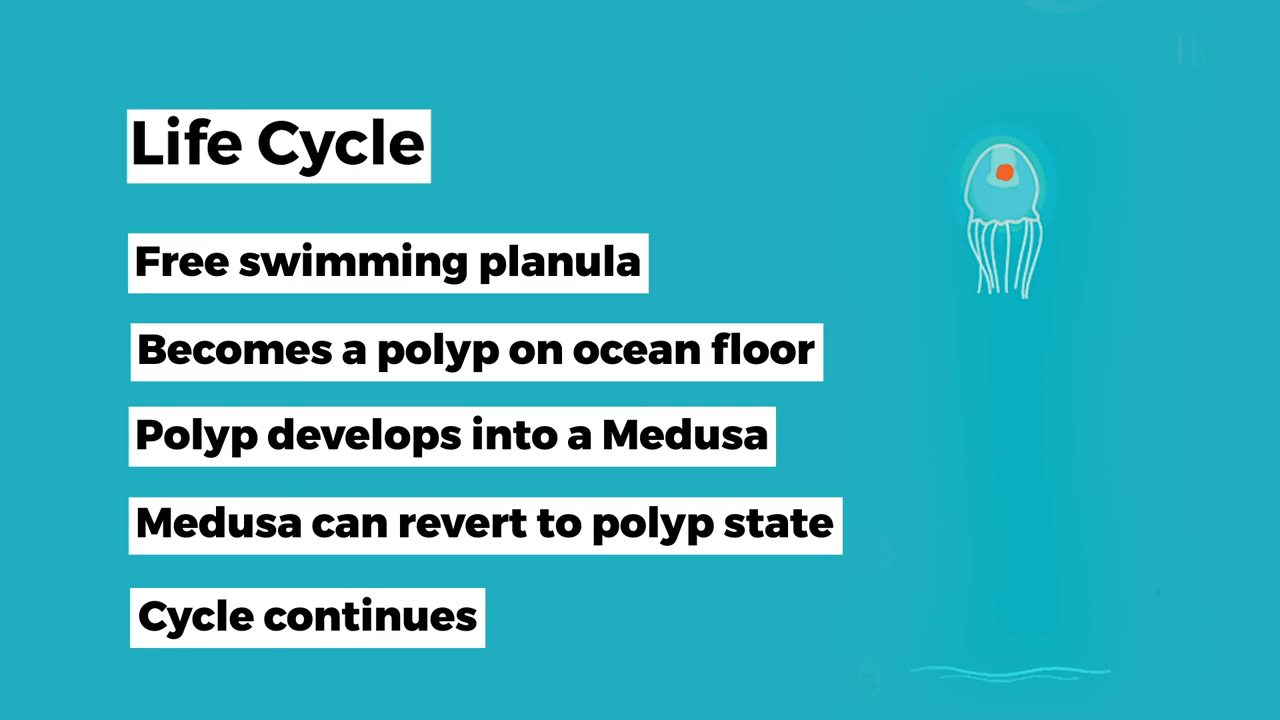 Life Cycle
Free swimming planula
Becomes a polyp on ocean floor
Polyp develops into a Medusa
Medusa can revert to polyp state
Cycle continues